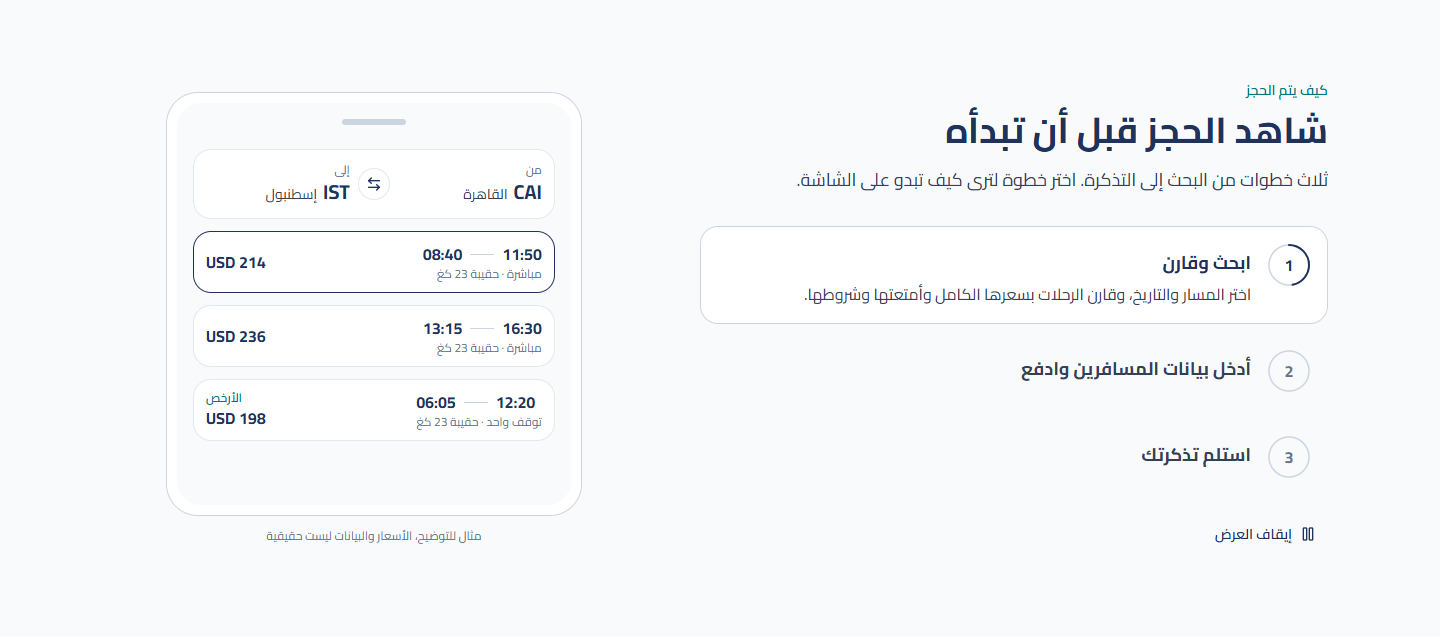 كيف يتم الحجز
شاهد الحجز قبل أن تبدأه
ثلاث خطوات من البحث إلى التذكرة. اختر خطوة لترى كيف تبدو على الشاشة.
1
ابحث وقارن
اختر المسار والتاريخ، وقارن الرحلات بسعرها الكامل وأمتعتها وشروطها.
2
أدخل بيانات المسافرين وادفع
3
استلم تذكرتك
إيقاف العرض
من
CAI القاهرة
إلى
IST إسطنبول
11:50 08:40
مباشرة · حقيبة 23 كغ
USD 214
16:30 13:15
مباشرة · حقيبة 23 كغ
USD 236
12:20 06:05
توقف واحد · حقيبة 23 كغ
الأرخص
USD 198
مثال للتوضيح، الأسعار والبيانات ليست حقيقية